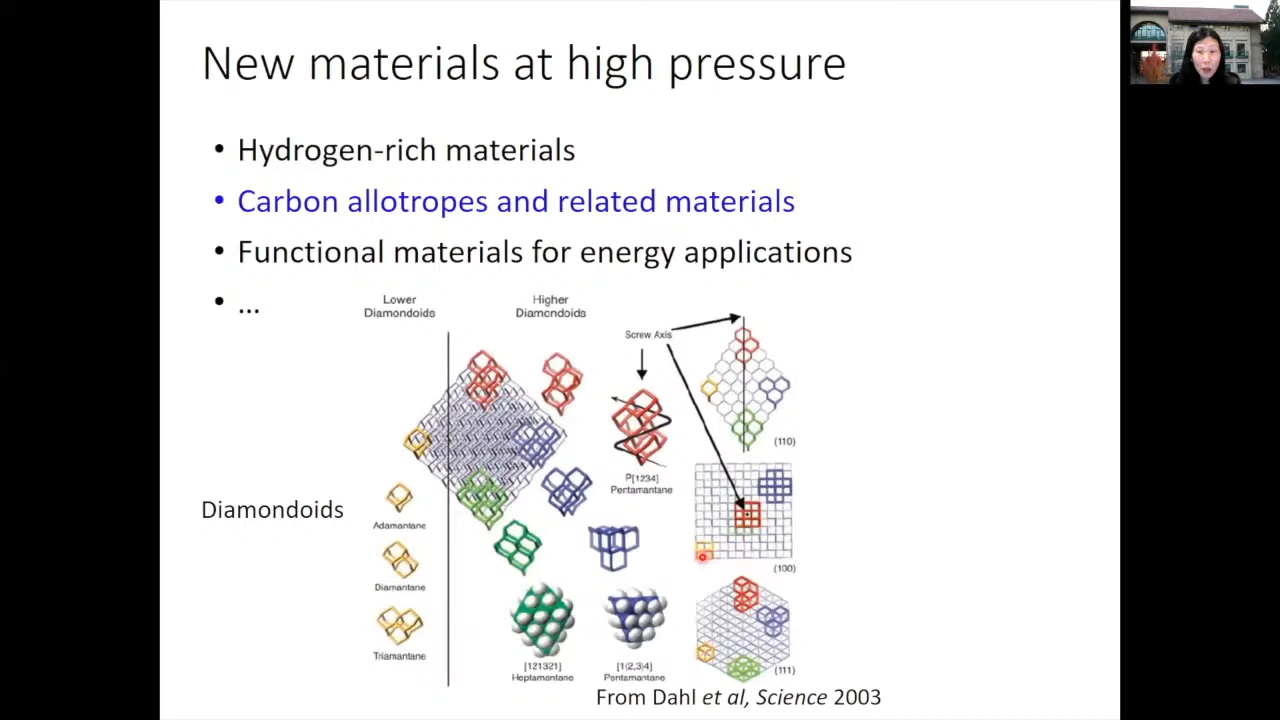 New materials at high pressure
• Hydrogen-rich materials
• Carbon allotropes and related materials
• Functional materials for energy applications
• ...
Lower
Diamondoids
Higher
Diamondoids
Screw Axis
(110)
P[1234]
Pentamantane
Diamondoids
Adamantane
(100)
Diamantane
Triamantane
[121321]
Heptamantane
[1(2,3)4]
Pentamantane
(111)
From Dahl et al, Science 2003